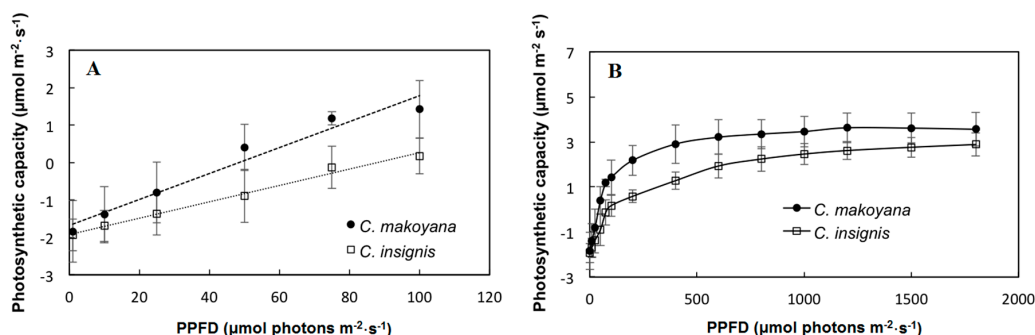 A
Photosynthetic capacity (μmol m⁻²·s⁻¹)
3
2
1
0
-1
-2
-3
0 20 40 60 80 100 120
PPFD (μmol photons m⁻²·s⁻¹)
C. makoyana
C. insignis
B
Photosynthetic capacity (μmol m⁻² s⁻¹)
7
5
3
1
-1
-3
0 500 1000 1500 2000
PPFD (μmol photons m⁻²·s⁻¹)
C. makoyana
C. insignis